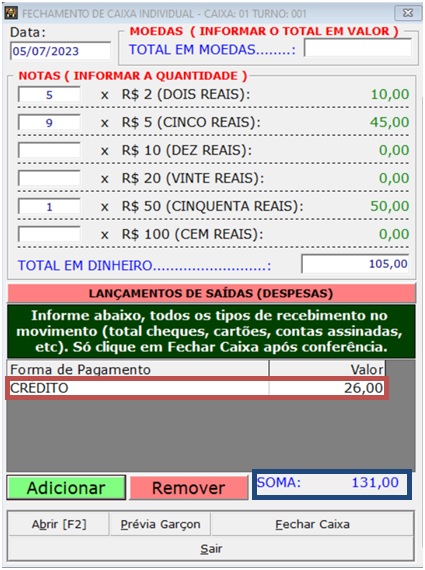 FECHAMENTO DE CAIXA INDIVIDUAL - CAIXA: 01 TURNO: 001
Data:
05/07/2023
MOEDAS ( INFORMAR O TOTAL EM VALOR )
TOTAL EM MOEDAS........:
NOTAS ( INFORMAR A QUANTIDADE )
5 x R$ 2 (DOIS REAIS): 10,00
9 x R$ 5 (CINCO REAIS): 45,00
x R$ 10 (DEZ REAIS): 0,00
x R$ 20 (VINTE REAIS): 0,00
1 x R$ 50 (CINQUENTA REAIS): 50,00
x R$ 100 (CEM REAIS): 0,00
TOTAL EM DINHEIRO...........................: 105,00
LANÇAMENTOS DE SAÍDAS (DESPESAS)
Informe abaixo, todos os tipos de recebimento no
movimento (total cheques, cartões, contas assinadas,
etc). Só clique em Fechar Caixa após conferência.
Forma de Pagamento Valor
CREDITO 26,00
Adicionar Remover SOMA: 131,00
Abrir [F2] Prévia Garçon Fechar Caixa
Sair